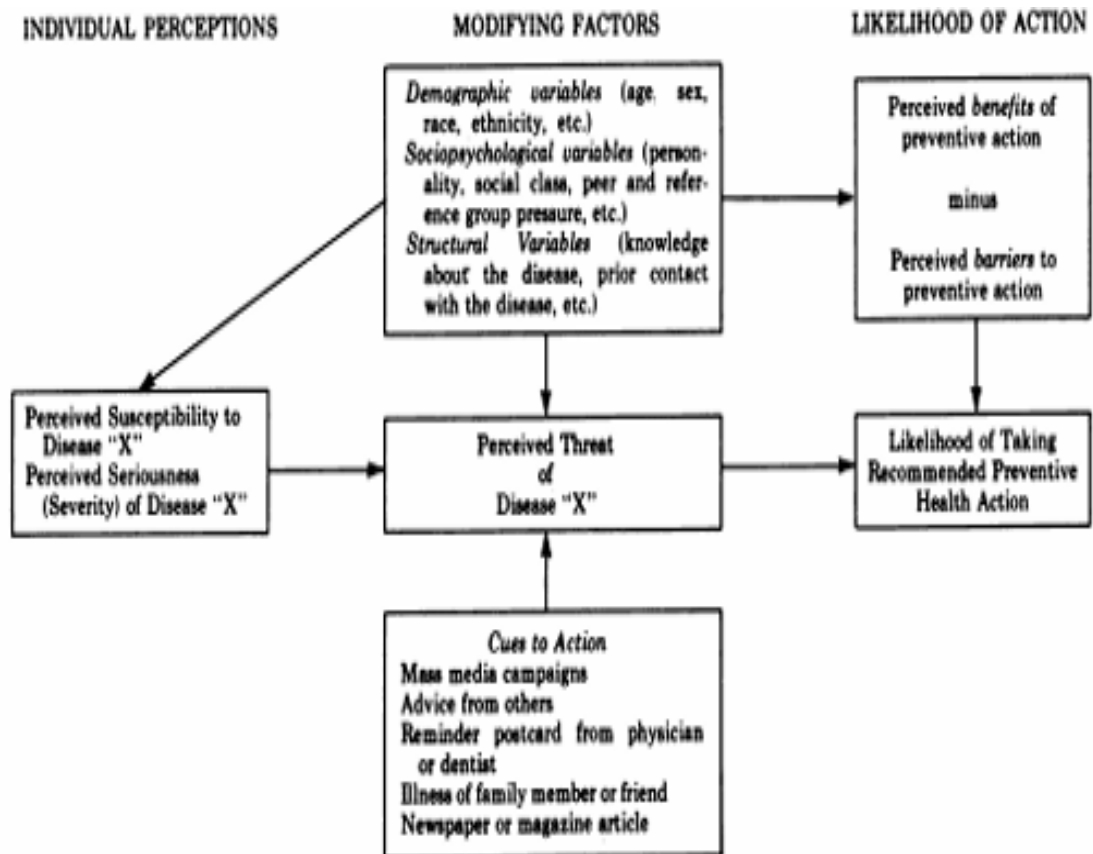 INDIVIDUAL PERCEPTIONS
MODIFYING FACTORS
LIKELIHOOD OF ACTION
Demographic variables (age, sex,
race, ethnicity, etc.)
Sociopsychological variables (person-
ality, social class, peer and refer-
ence group pressure, etc.)
Structural Variables (knowledge
about the disease, prior contact
with the disease, etc.)
Perceived benefits of
preventive action
minus
Perceived barriers to
preventive action
Perceived Susceptibility to
Disease “X”
Perceived Seriousness
(Severity) of Disease “X”
Perceived Threat
of
Disease “X”
Likelihood of Taking
Recommended Preventive
Health Action
Cues to Action
Mass media campaigns
Advice from others
Reminder postcard from physician
or dentist
Illness of family member or friend
Newspaper or magazine article